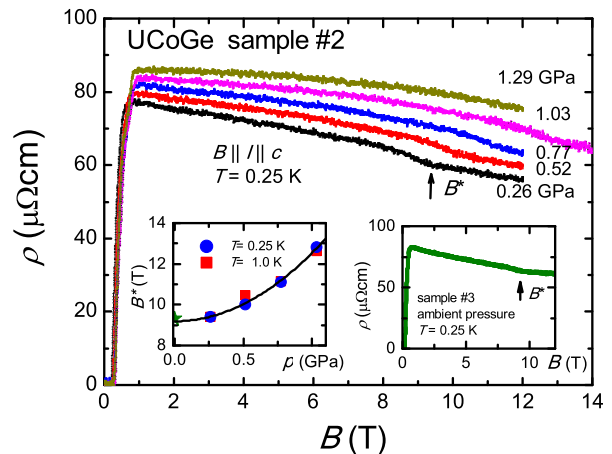 UCoGe sample #2
100
80
60
40
20
0
ρ (μΩcm)
1.29 GPa
1.03
0.77
0.52
0.26 GPa
B*
B || I || c
T = 0.25 K
14
13
12
11
10
9
8
B* (T)
T= 0.25 K
T= 1.0 K
0.0
0.5
p (GPa)
100
50
0
ρ (μΩcm)
B*
sample #3
ambient pressure
T = 0.25 K
0
5
10
B (T)
0 2 4 6 8 10 12 14
B (T)